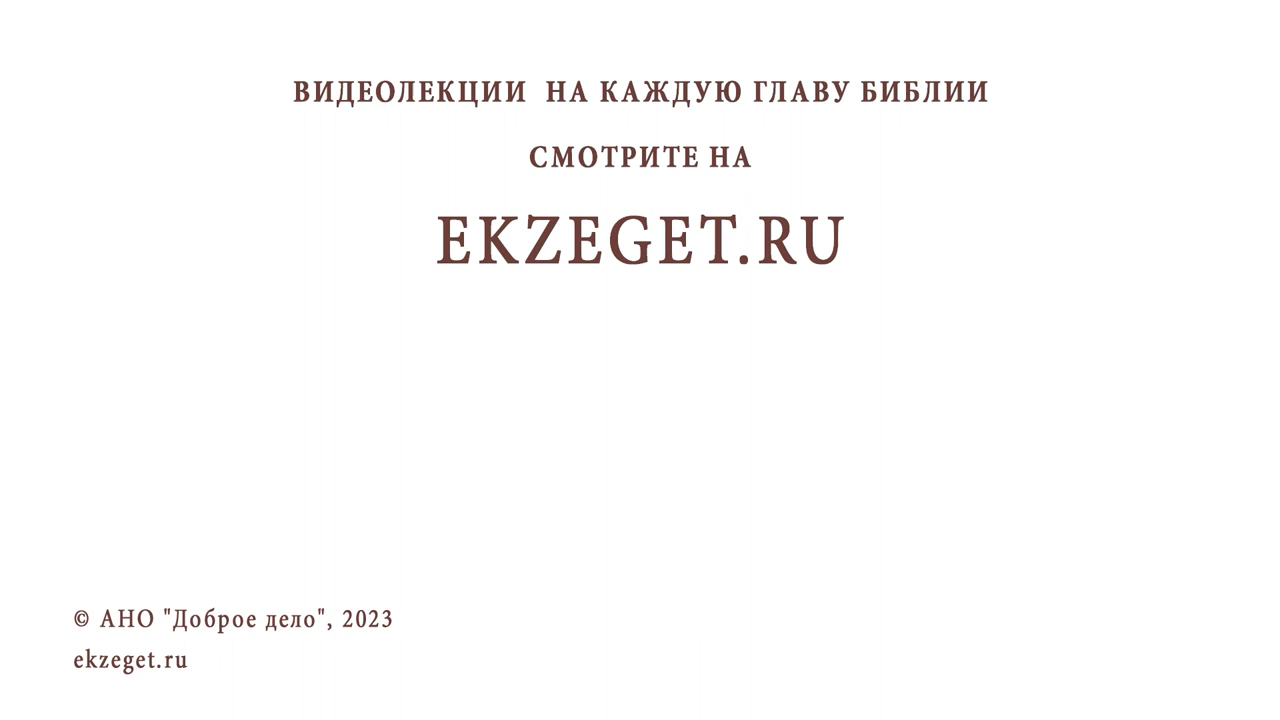 ВИДЕОЛЕКЦИИ НА КАЖДУЮ ГЛАВУ БИБЛИИ
СМОТРИТЕ НА
EKZEGET.RU
© АНО "Доброе дело", 2023
ekzeget.ru